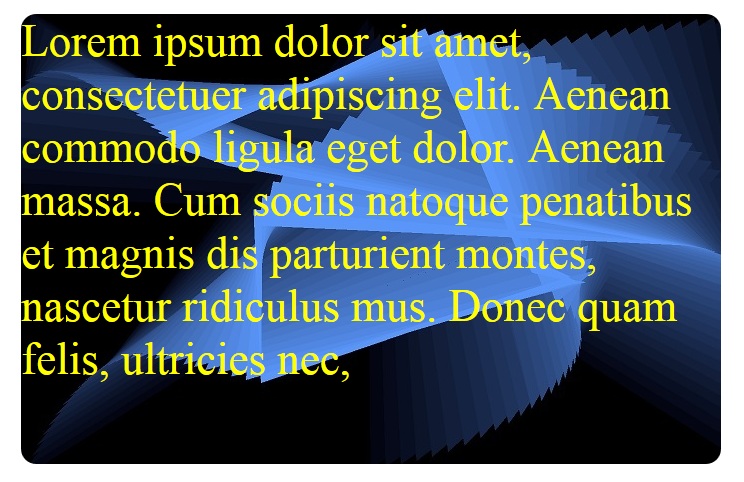 Lorem ipsum dolor sit amet,
consectetuer adipiscing elit. Aenean
commodo ligula eget dolor. Aenean
massa. Cum sociis natoque penatibus
et magnis dis parturient montes,
nascetur ridiculus mus. Donec quam
felis, ultricies nec,